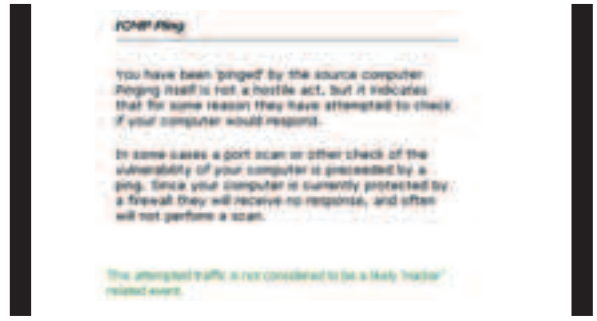 ICMP Ping
You have been 'pinged' by the source computer.
Pinging itself is not a hostile act, but it indicates
that for some reason they have attempted to check
if your computer would respond.
In some cases a port scan or other check of the
vulnerability of your computer is preceeded by a
ping. Since your computer is currently protected by
a firewall they will receive no response, and often
will not perform a scan.
This attempted traffic is not considered to be a likely 'hacker'
related event.